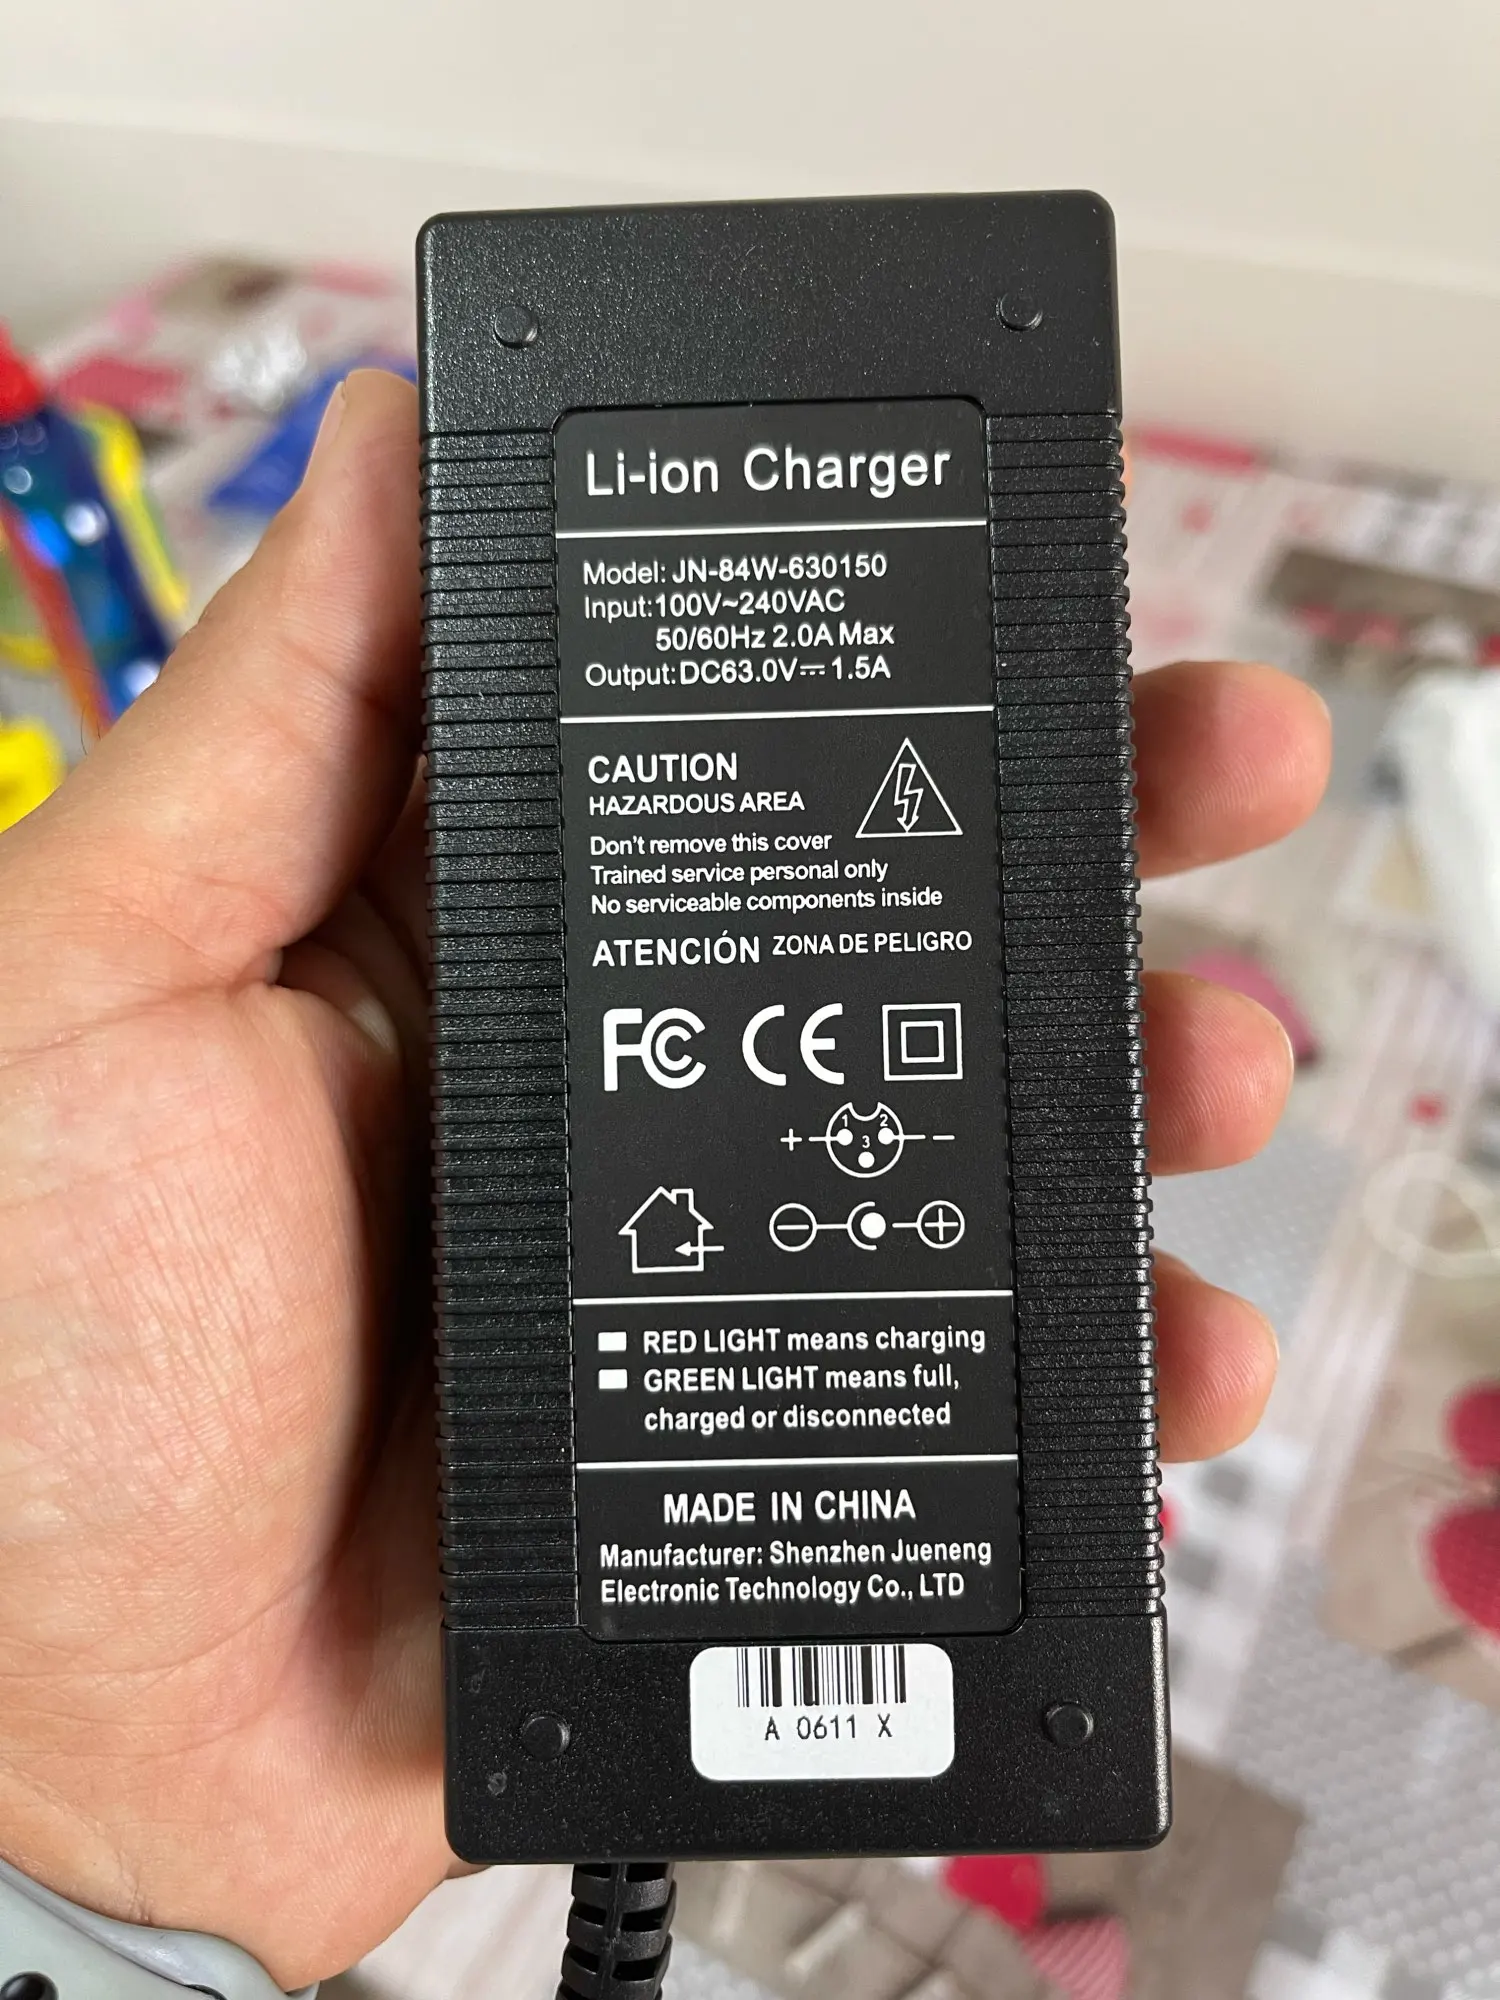 Li-ion Charger
Model: JN-84W-630150
Input:100V~240VAC
50/60Hz 2.0A Max
Output:DC63.0V⎓1.5A
CAUTION
HAZARDOUS AREA
Don't remove this cover
Trained service personal only
No serviceable components inside
ATENCIÓN ZONA DE PELIGRO
FC CE
1 2
+ −
3
− +
RED LIGHT means charging
GREEN LIGHT means full,
charged or disconnected
MADE IN CHINA
Manufacturer: Shenzhen Jueneng
Electronic Technology Co., LTD
A 0611 X